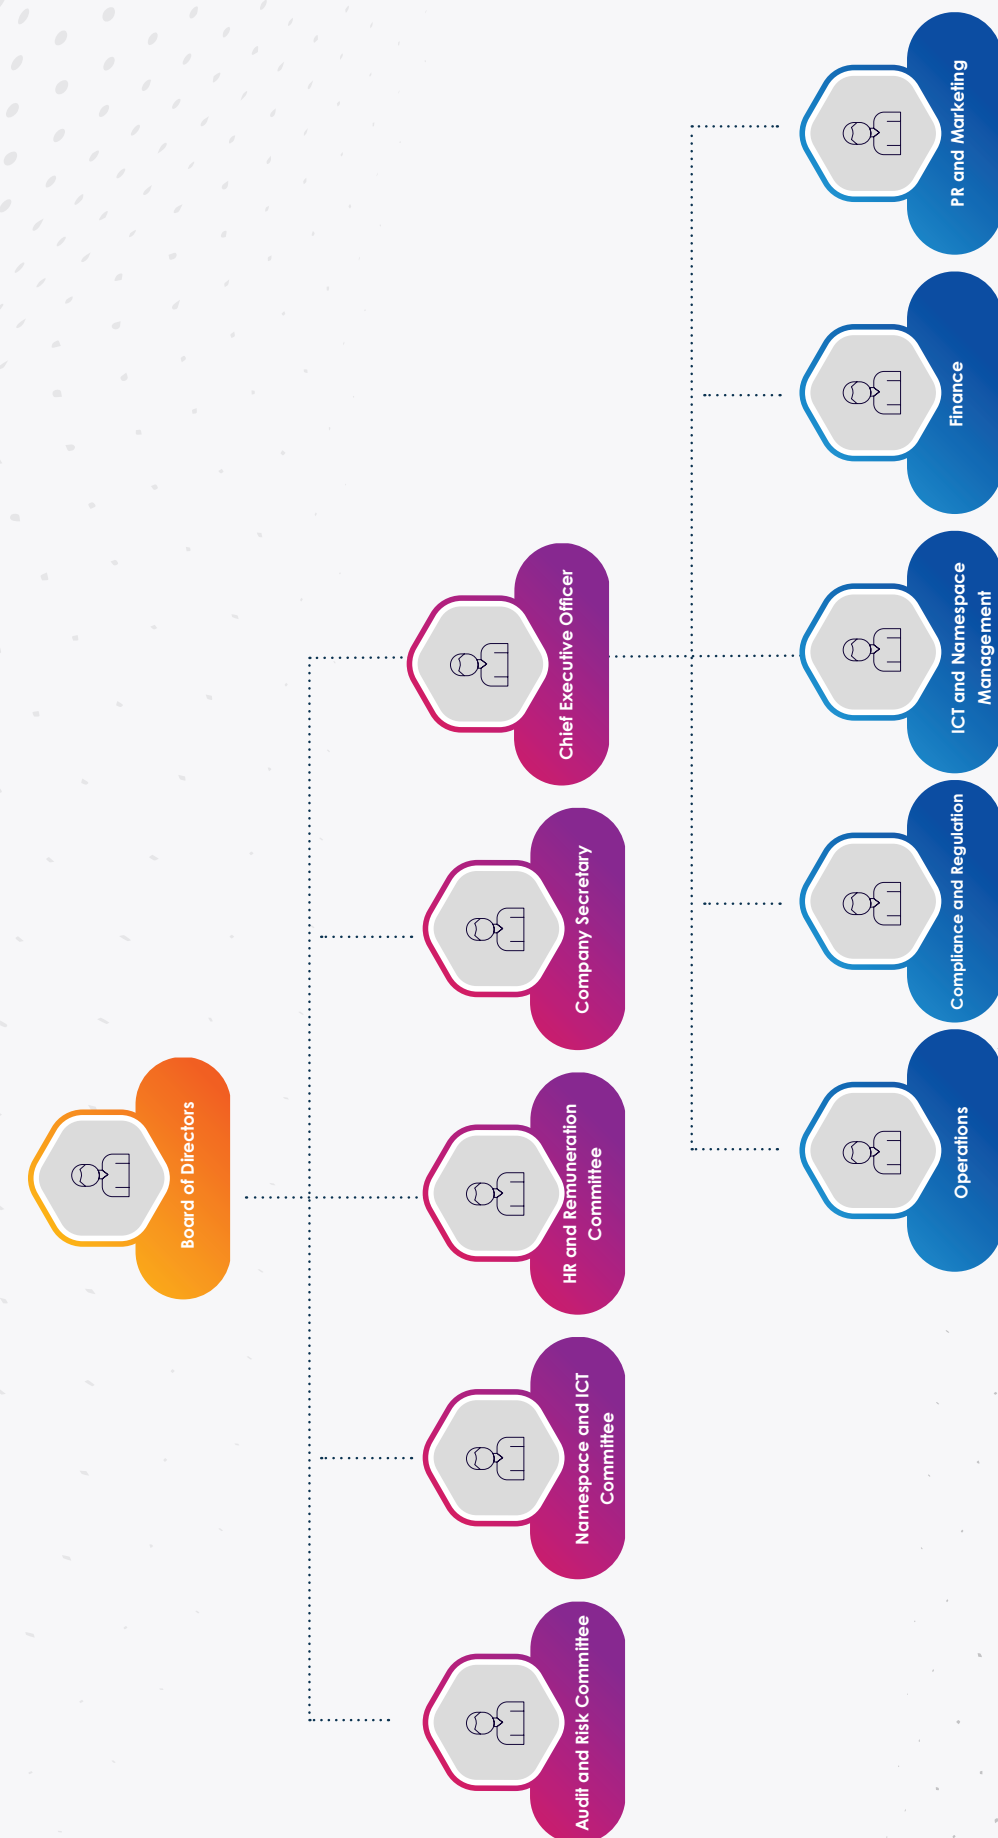 Board of Directors
Audit and Risk Committee
Namespace and ICT
Committee
HR and Remuneration
Committee
Company Secretary
Chief Executive Officer
Operations
Compliance and Regulation
ICT and Namespace
Management
Finance
PR and Marketing